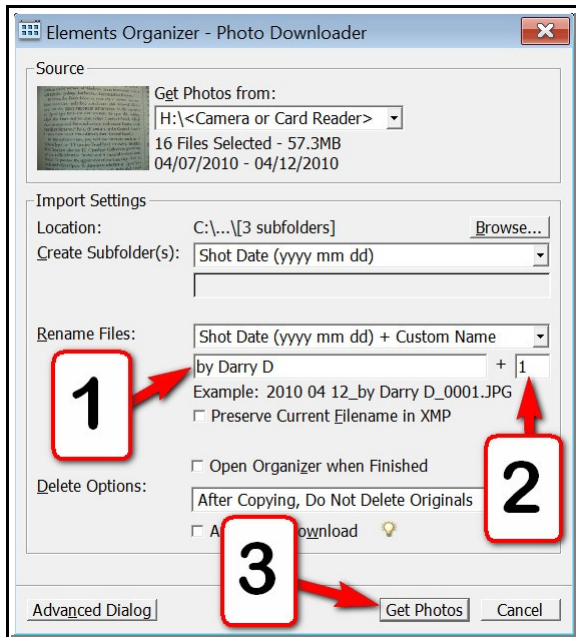 Elements Organizer - Photo Downloader
Source
Get Photos from:
H:\<Camera or Card Reader>
16 Files Selected - 57.3MB
04/07/2010 - 04/12/2010
Import Settings
Location: C:\...\[3 subfolders] Browse...
Create Subfolder(s): Shot Date (yyyy mm dd)
Rename Files: Shot Date (yyyy mm dd) + Custom Name
by Darry D + 1
Example: 2010 04 12_by Darry D_0001.JPG
Preserve Current Filename in XMP
1
2
Open Organizer when Finished
Delete Options:
After Copying, Do Not Delete Originals
3
Advanced Dialog Get Photos Cancel